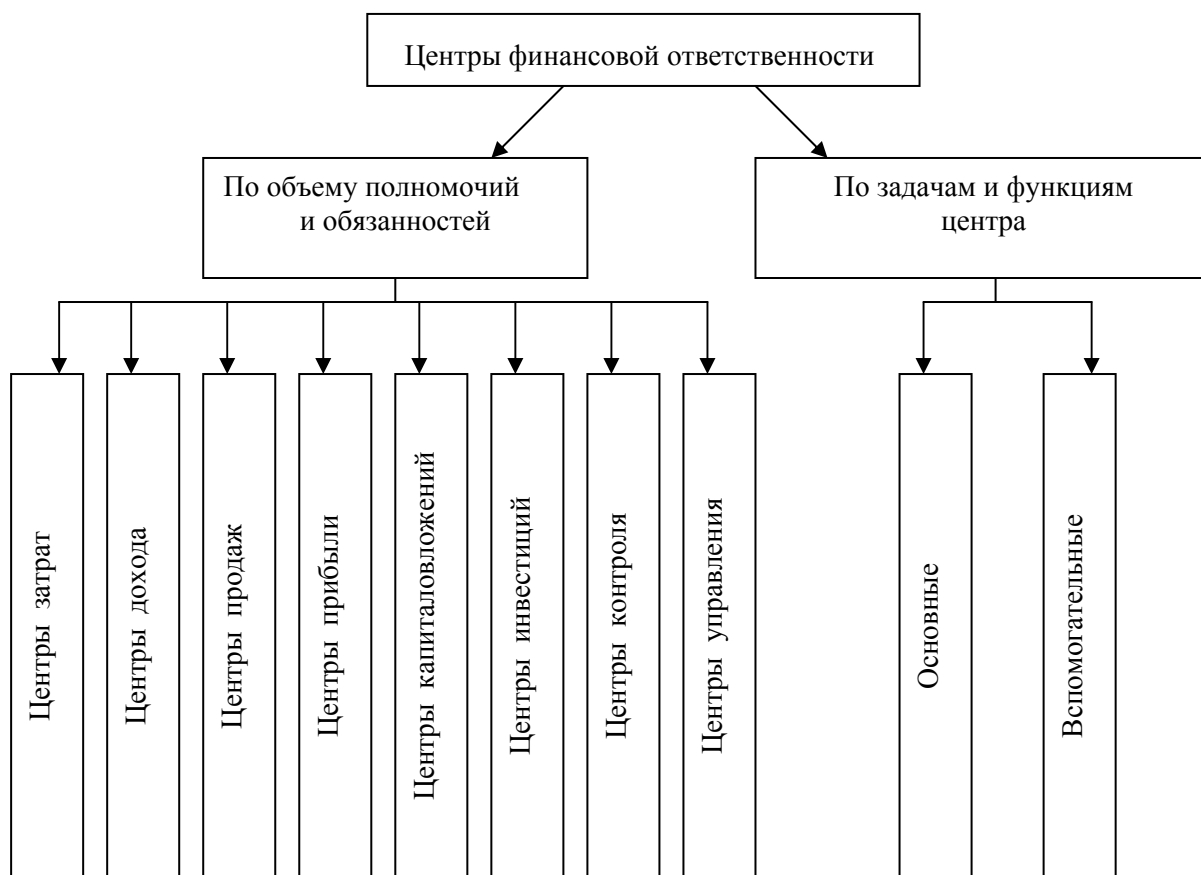 Центры финансовой ответственности
По объему полномочий
и обязанностей
По задачам и функциям
центра
Центры затрат
Центры дохода
Центры продаж
Центры прибыли
Центры капиталовложений
Центры инвестиций
Центры контроля
Центры управления
Основные
Вспомогательные